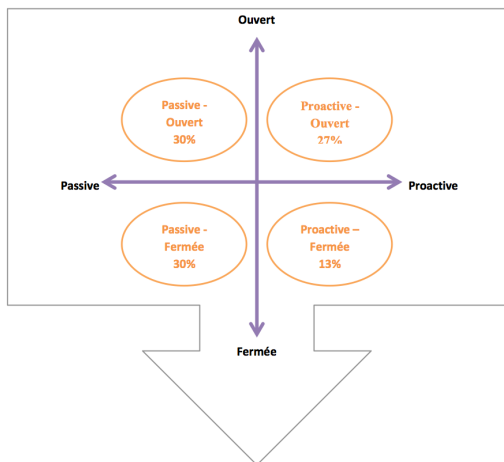 Ouvert
Passive -
Ouvert
30%
Proactive -
Ouvert
27%
Passive
Proactive
Passive -
Fermée
30%
Proactive –
Fermée
13%
Fermée